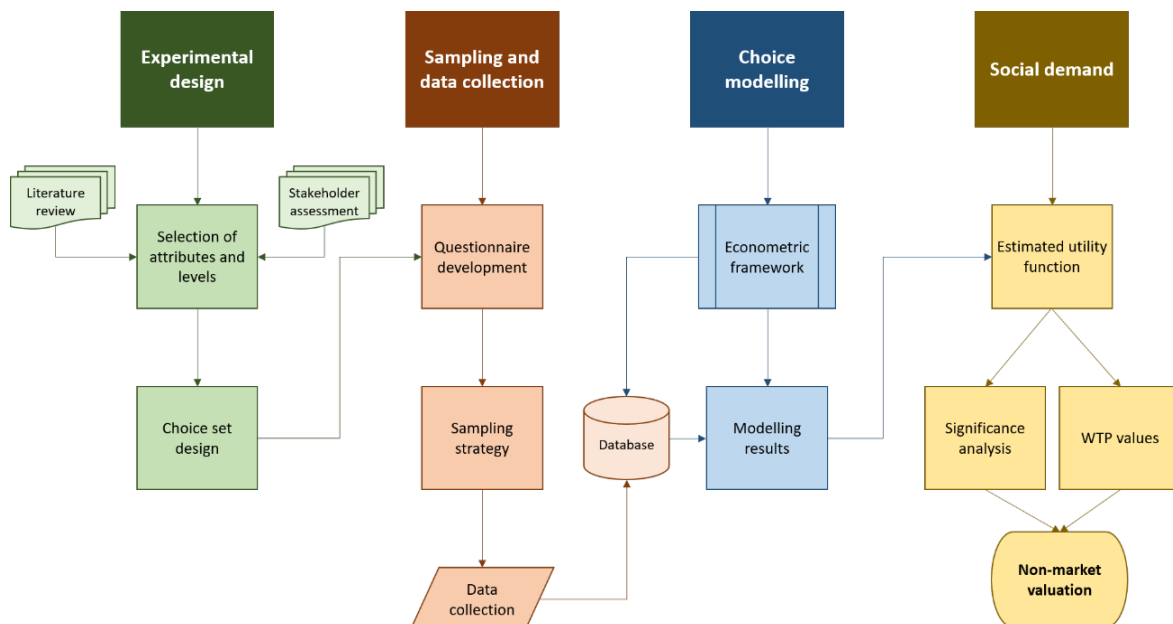 Experimental
design
Sampling and
data collection
Choice
modelling
Social demand
Literature
review
Stakeholder
assessment
Selection of
attributes and
levels
Questionnaire
development
Econometric
framework
Estimated utility
function
Choice set
design
Sampling
strategy
Database
Modelling
results
Significance
analysis
WTP values
Data
collection
Non-market
valuation